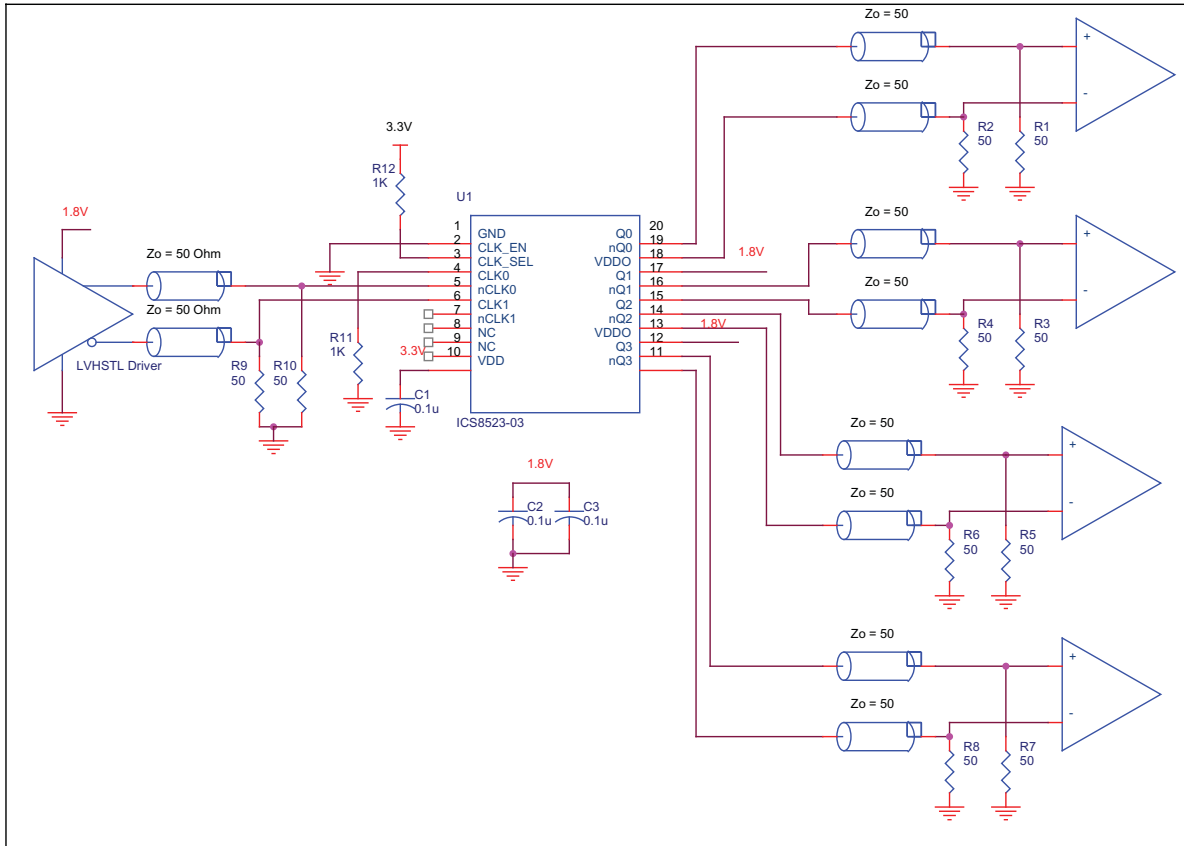 Zo = 50
+
-
Zo = 50
R2
50
R1
50
3.3V
R12
1K
U1
1.8V
Zo = 50 Ohm
Zo = 50 Ohm
LVHSTL Driver
R9
50
R10
50
R11
1K
3.3V
C1
0.1u
1 GND
2 CLK_EN
3 CLK_SEL
4 CLK0
5 nCLK0
6 CLK1
7 nCLK1
8 NC
9 NC
10 VDD
20 Q0
19 nQ0
18 VDDO
17 Q1
16 nQ1
15 Q2
14 nQ2
13 VDDO
12 Q3
11 nQ3
ICS8523-03
1.8V
1.8V
1.8V
C2
0.1u
C3
0.1u
Zo = 50
+
-
Zo = 50
R4
50
R3
50
Zo = 50
+
-
Zo = 50
R6
50
R5
50
Zo = 50
+
-
Zo = 50
R8
50
R7
50